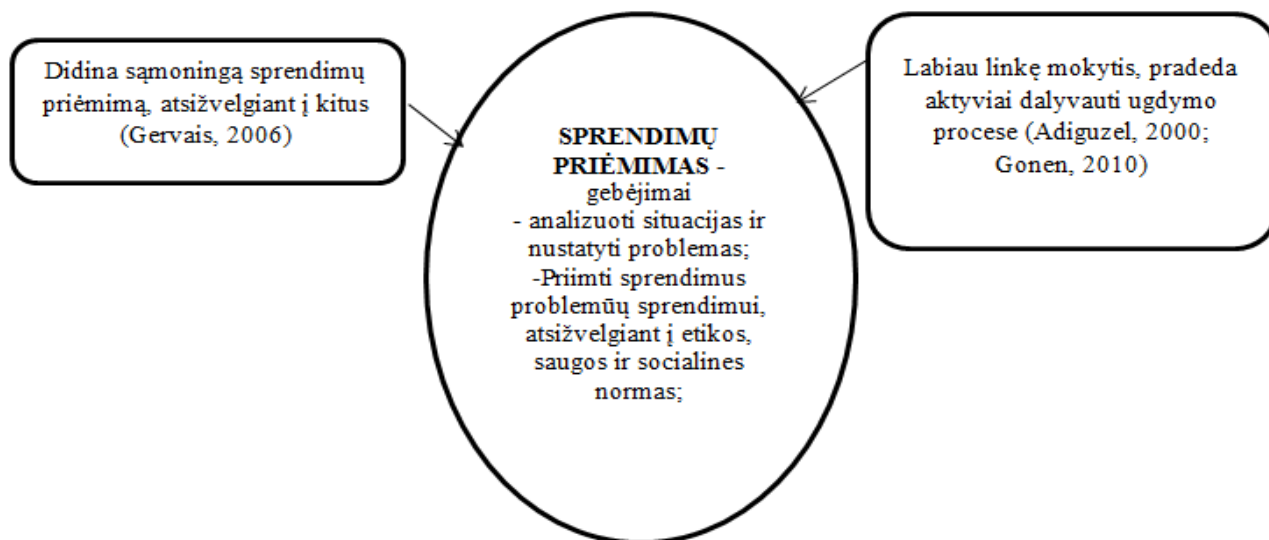 Didina sąmoningą sprendimų
priėmimą, atsižvelgiant į kitus
(Gervais, 2006)
SPRENDIMŲ
PRIĖMIMAS -
gebėjimai
- analizuoti situacijas ir
nustatyti problemas;
-Priimti sprendimus
problemūų sprendimui,
atsižvelgiant į etikos,
saugos ir socialines
normas;
Labiau linkę mokytis, pradeda
aktyviai dalyvauti ugdymo
procese (Adiguzel, 2000;
Gonen, 2010)